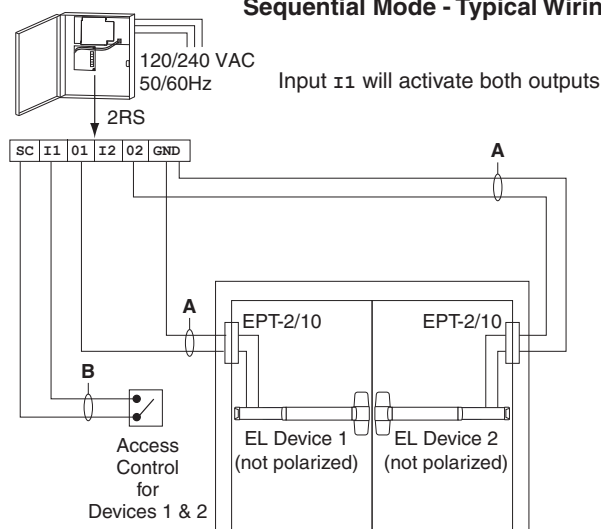 Sequential Mode - Typical Wirin
120/240 VAC
50/60Hz
Input I1 will activate both outputs
2RS
SC I1 01 I2 02 GND
A
A
EPT-2/10
EPT-2/10
B
Access
Control
for
Devices 1 & 2
EL Device 1
(not polarized)
EL Device 2
(not polarized)